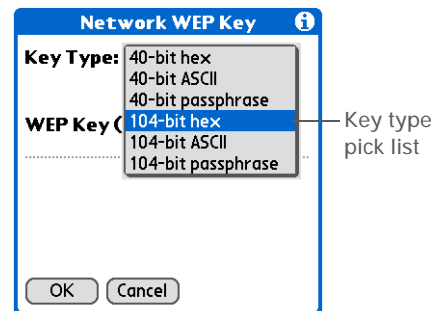 Network WEP Key i
Key Type: 40-bit hex
40-bit ASCII
40-bit passphrase
WEP Key ( 104-bit hex
104-bit ASCII
104-bit passphrase
Key type
pick list
OK Cancel